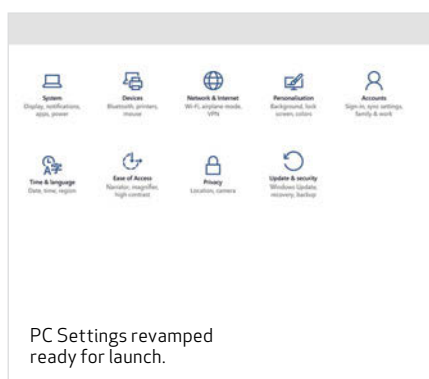 System
Display, notifications,
apps, power
Devices
Bluetooth, printers,
mouse
Network & Internet
Wi-Fi, airplane mode,
VPN
Personalisation
Background, lock
screen, colors
Accounts
Sign-in, sync settings,
family & work
Time & language
Date, time, region
Ease of Access
Narrator, magnifier,
high contrast
Privacy
Location, camera
Update & security
Windows Update,
recovery, backup
PC Settings revamped
ready for launch.